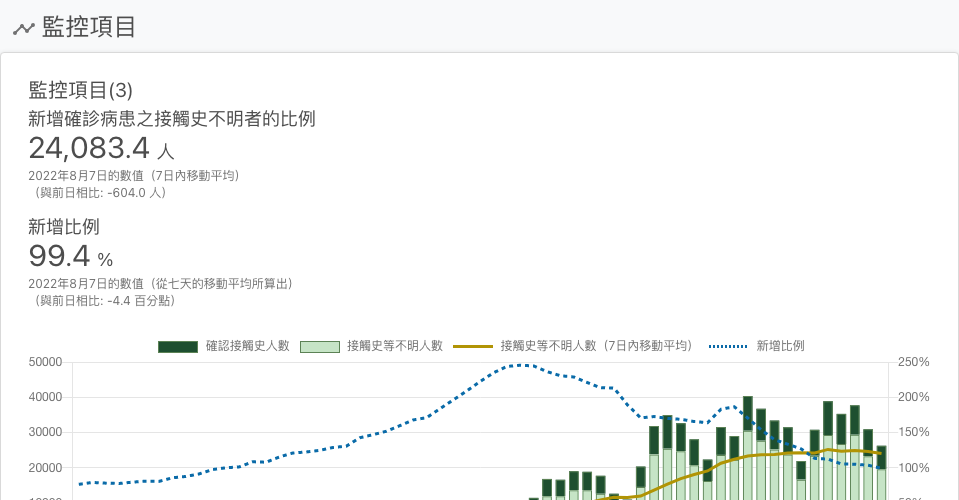 監控項目
監控項目(3)
新增確診病患之接觸史不明者的比例
24,083.4 人
2022年8月7日的數值（7日內移動平均）
（與前日相比: -604.0 人）
新增比例
99.4 %
2022年8月7日的數值（從七天的移動平均所算出）
（與前日相比: -4.4 百分點）
確認接觸史人數 接觸史等不明人數 接觸史等不明人數（7日內移動平均） 新增比例
50000 250%
40000 200%
30000 150%
20000 100%